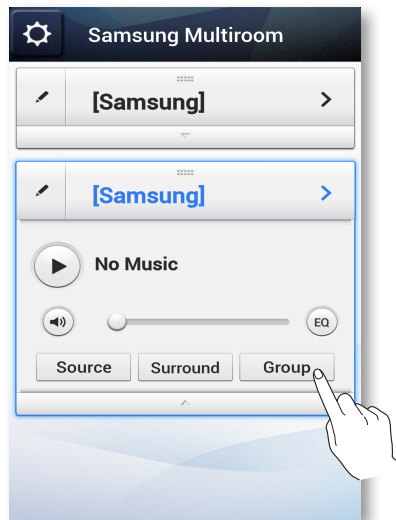 Samsung Multiroom
[Samsung]
[Samsung]
No Music
EQ
Source Surround Group